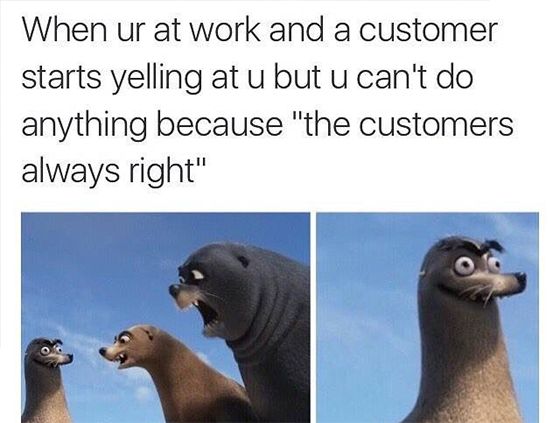 When ur at work and a customer
starts yelling at u but u can't do
anything because "the customers
always right"